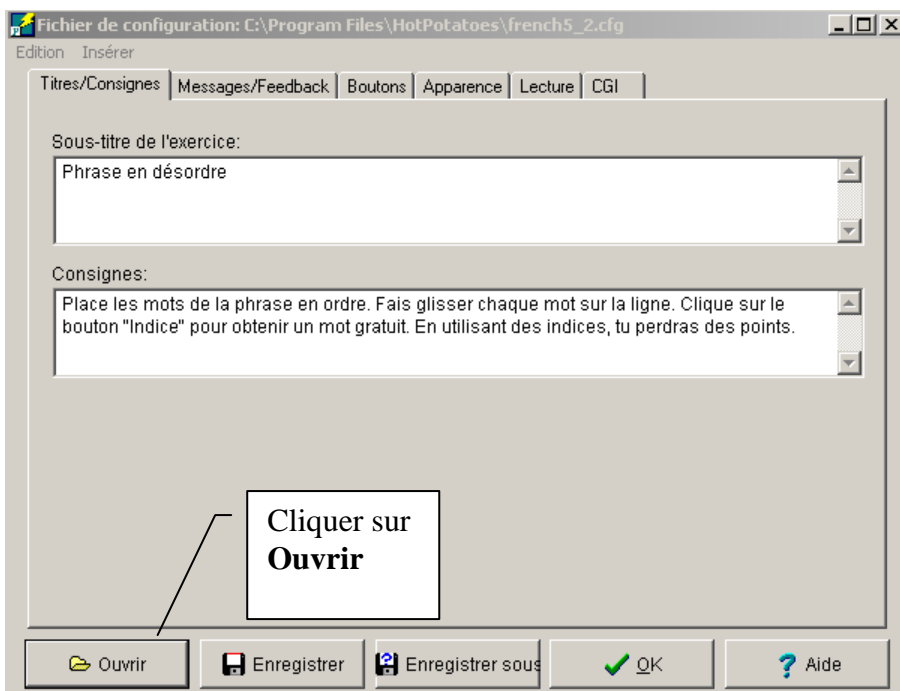 Fichier de configuration: C:\Program Files\HotPotatoes\french5_2.cfg
Edition Insérer
Titres/Consignes Messages/Feedback Boutons Apparence Lecture CGI
Sous-titre de l'exercice:
Phrase en désordre
Consignes:
Place les mots de la phrase en ordre. Fais glisser chaque mot sur la ligne. Clique sur le
bouton "Indice" pour obtenir un mot gratuit. En utilisant des indices, tu perdras des points.
Cliquer sur
Ouvrir
Ouvrir Enregistrer Enregistrer sous OK Aide